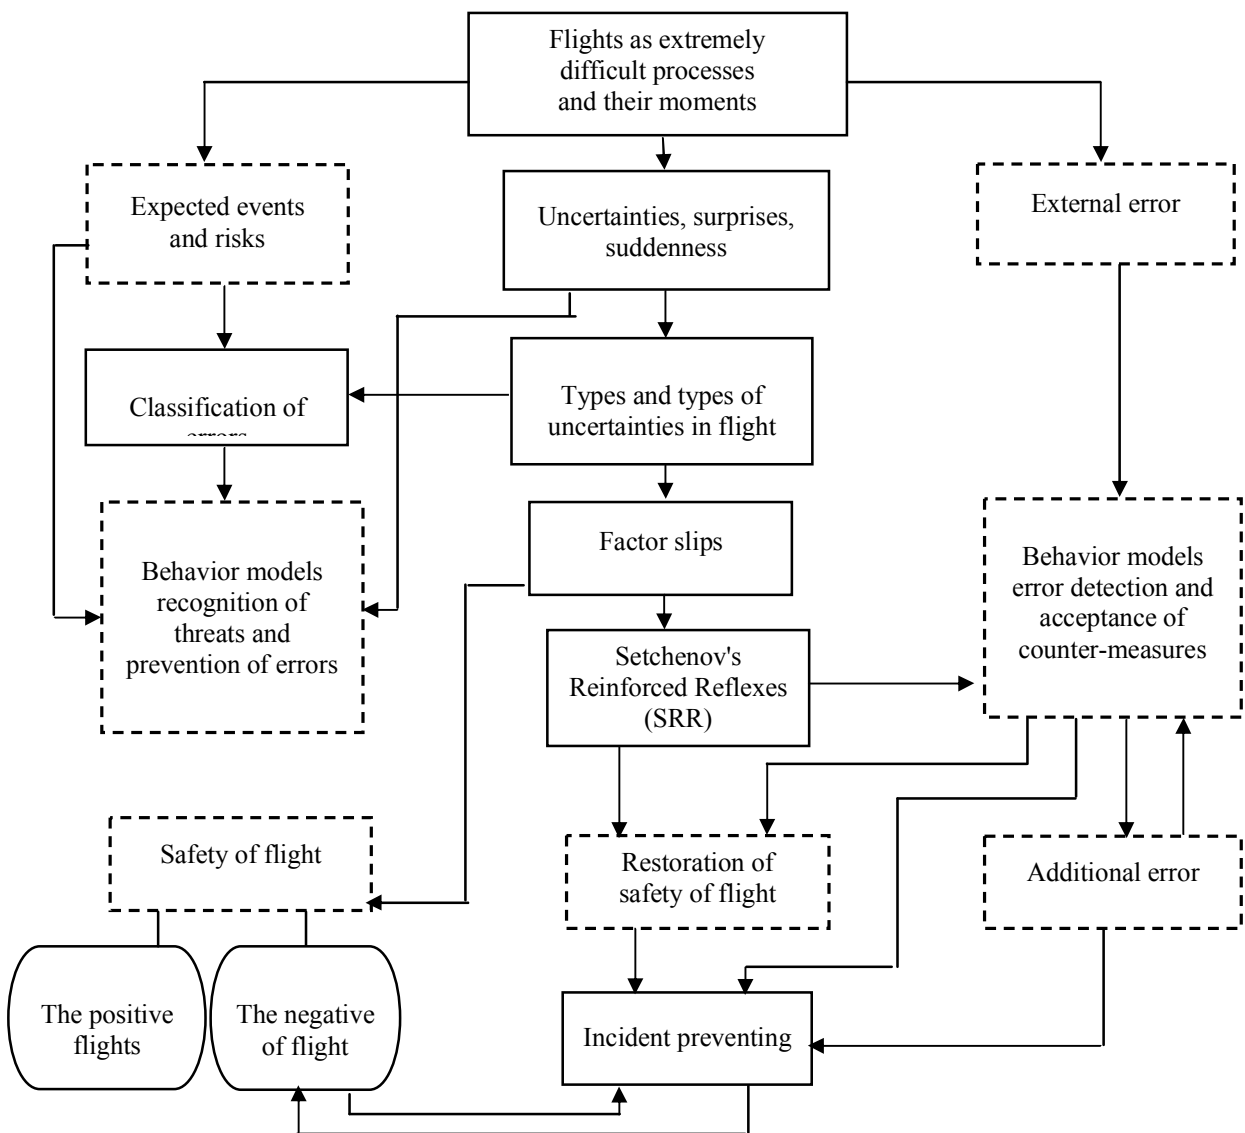 Flights as extremely
difficult processes
and their moments
Expected events
and risks
Uncertainties, surprises,
suddenness
External error
Classification of
errors
Types and types of
uncertainties in flight
Behavior models
recognition of
threats and
prevention of errors
Factor slips
Behavior models
error detection and
acceptance of
counter-measures
Setchenov's
Reinforced Reflexes
(SRR)
Safety of flight
Restoration of
safety of flight
Additional error
The positive
flights
The negative
of flight
Incident preventing